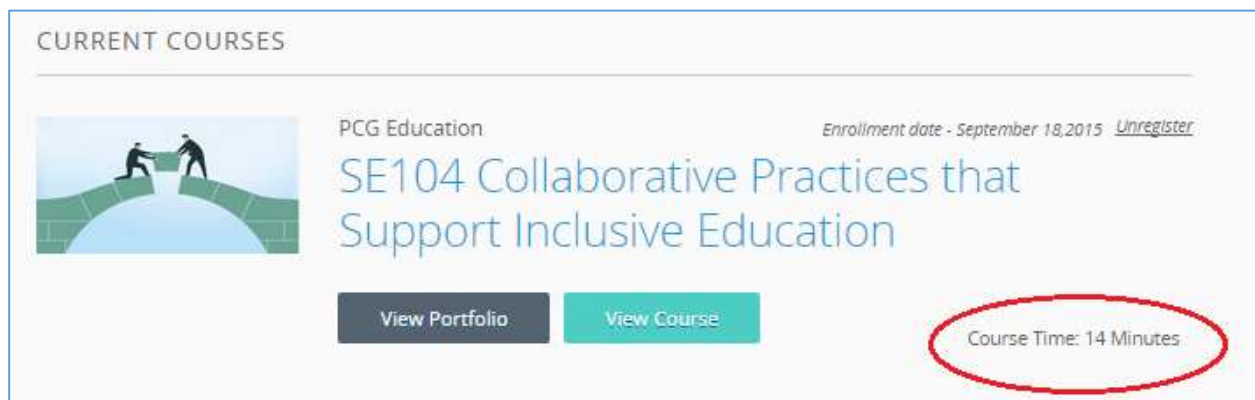 CURRENT COURSES
PCG Education
Enrollment date - September 18,2015 Unregister
SE104 Collaborative Practices that
Support Inclusive Education
View Portfolio
View Course
Course Time: 14 Minutes